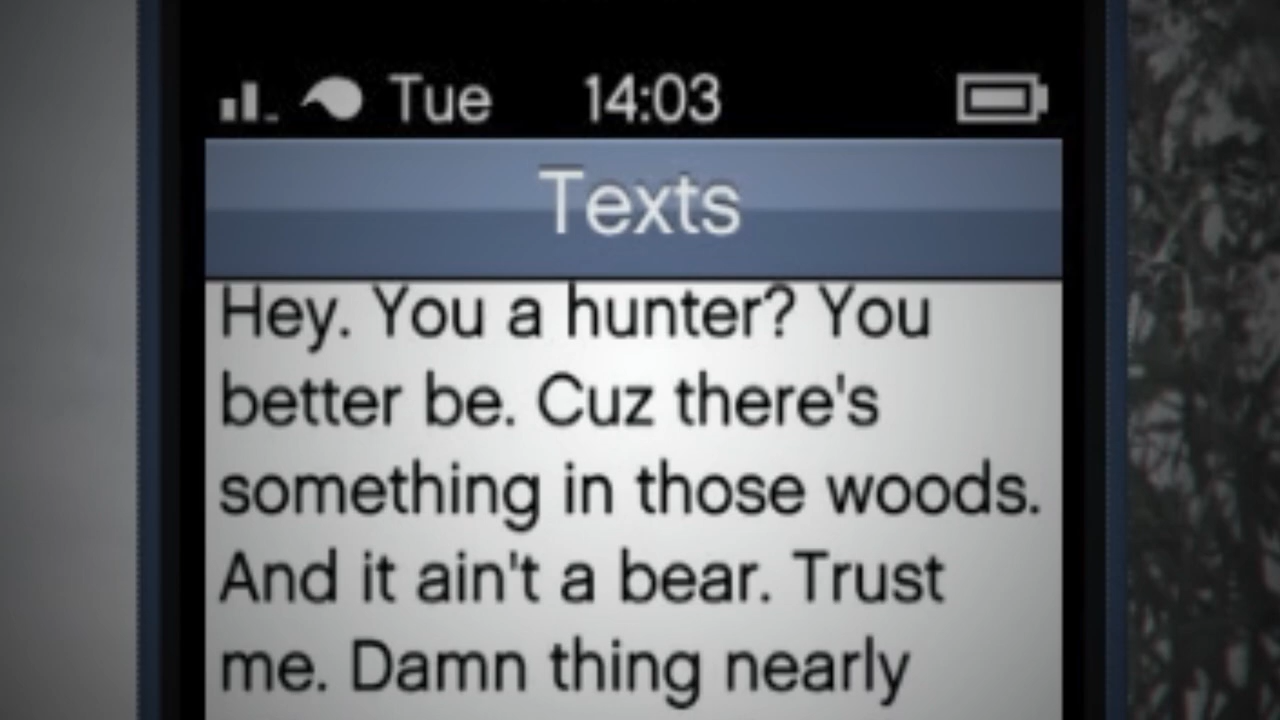 Tue 14:03
Texts
Hey. You a hunter? You
better be. Cuz there's
something in those woods.
And it ain't a bear. Trust
me. Damn thing nearly